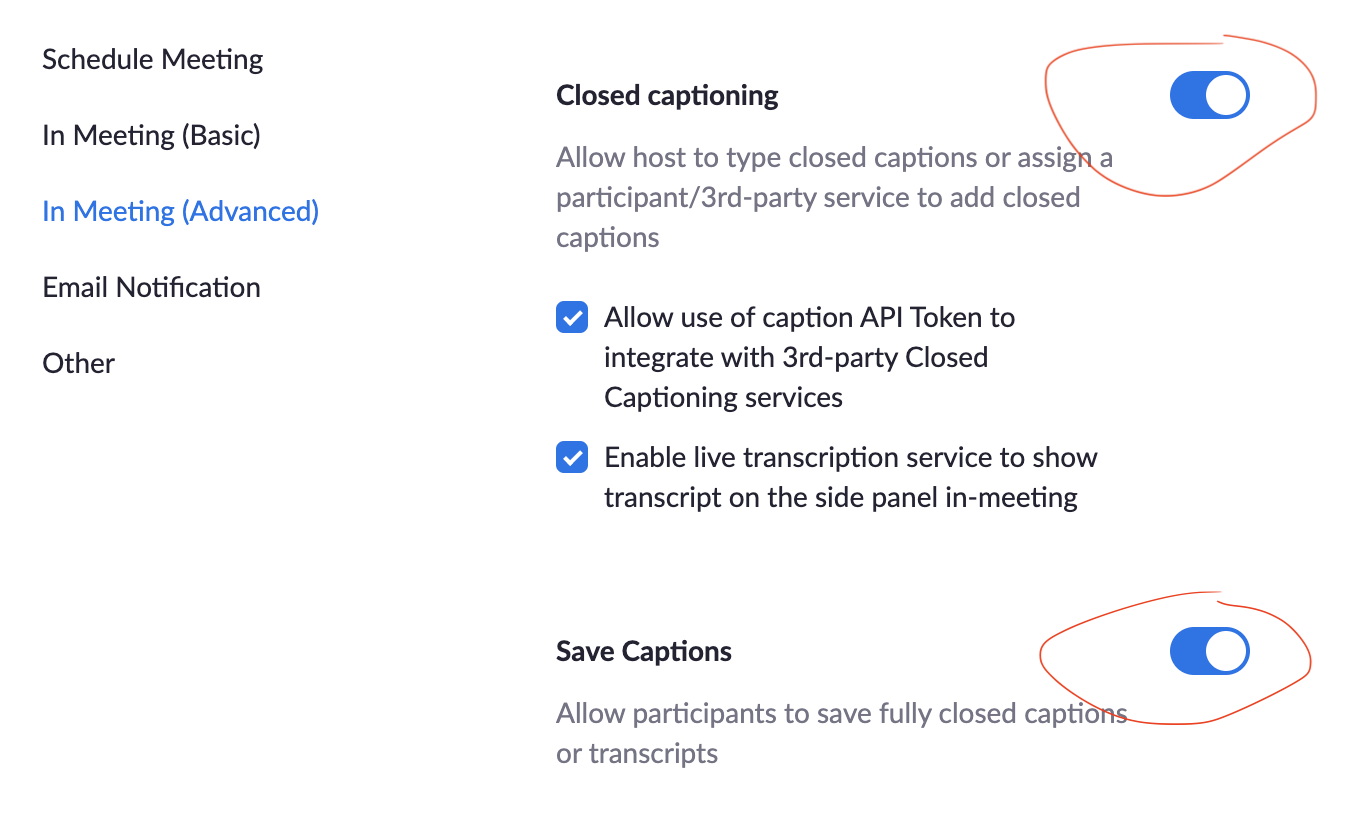 Schedule Meeting
In Meeting (Basic)
In Meeting (Advanced)
Email Notification
Other
Closed captioning
Allow host to type closed captions or assign a
participant/3rd-party service to add closed
captions
Allow use of caption API Token to
integrate with 3rd-party Closed
Captioning services
Enable live transcription service to show
transcript on the side panel in-meeting
Save Captions
Allow participants to save fully closed captions
or transcripts